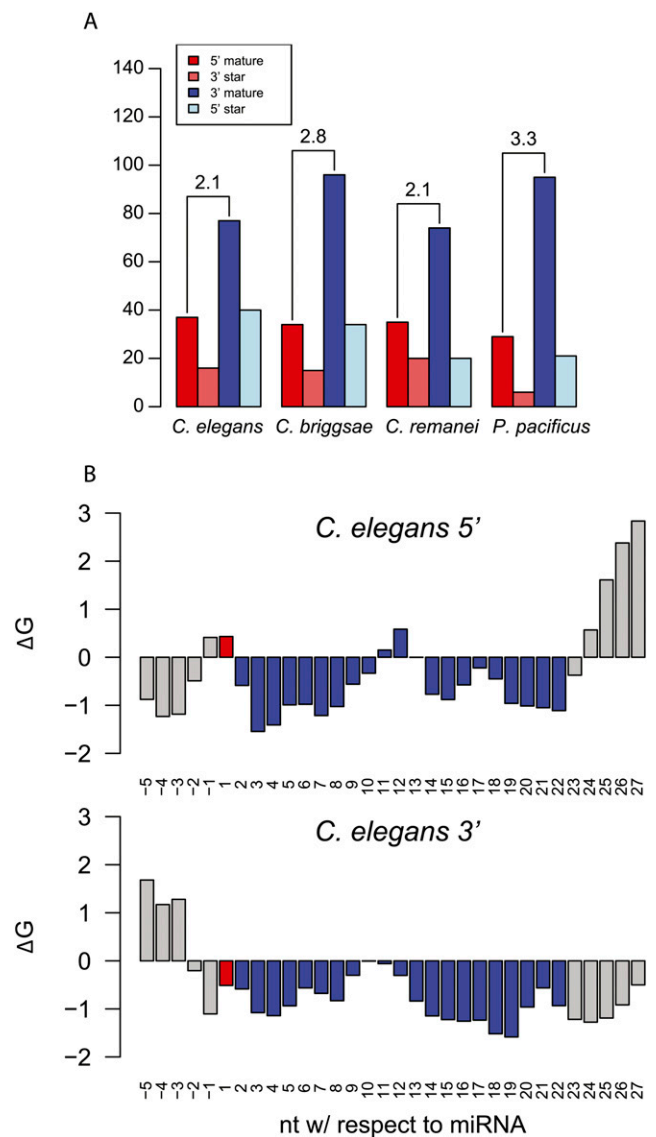 A
5' mature
3' star
3' mature
5' star
140
120
100
80
60
40
20
0
2.1
2.8
2.1
3.3
C. elegans
C. briggsae
C. remanei
P. pacificus
B
C. elegans 5'
ΔG
3
2
1
0
−1
−2
−5 −4 −3 −2 −1 1 2 3 4 5 6 7 8 9 10 11 12 13 14 15 16 17 18 19 20 21 22 23 24 25 26 27
C. elegans 3'
ΔG
3
2
1
0
−1
−2
−5 −4 −3 −2 −1 1 2 3 4 5 6 7 8 9 10 11 12 13 14 15 16 17 18 19 20 21 22 23 24 25 26 27
nt w/ respect to miRNA